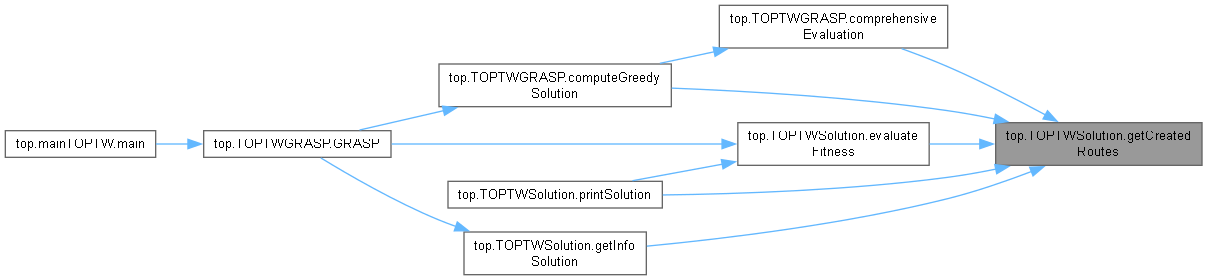 top.TOPTWGRASP.comprehensive
Evaluation
top.TOPTWGRASP.computeGreedy
Solution
top.TOPTWSolution.evaluate
Fitness
top.TOPTWSolution.getCreated
Routes
top.mainTOPTW.main
top.TOPTWGRASP.GRASP
top.TOPTWSolution.printSolution
top.TOPTWSolution.getInfo
Solution